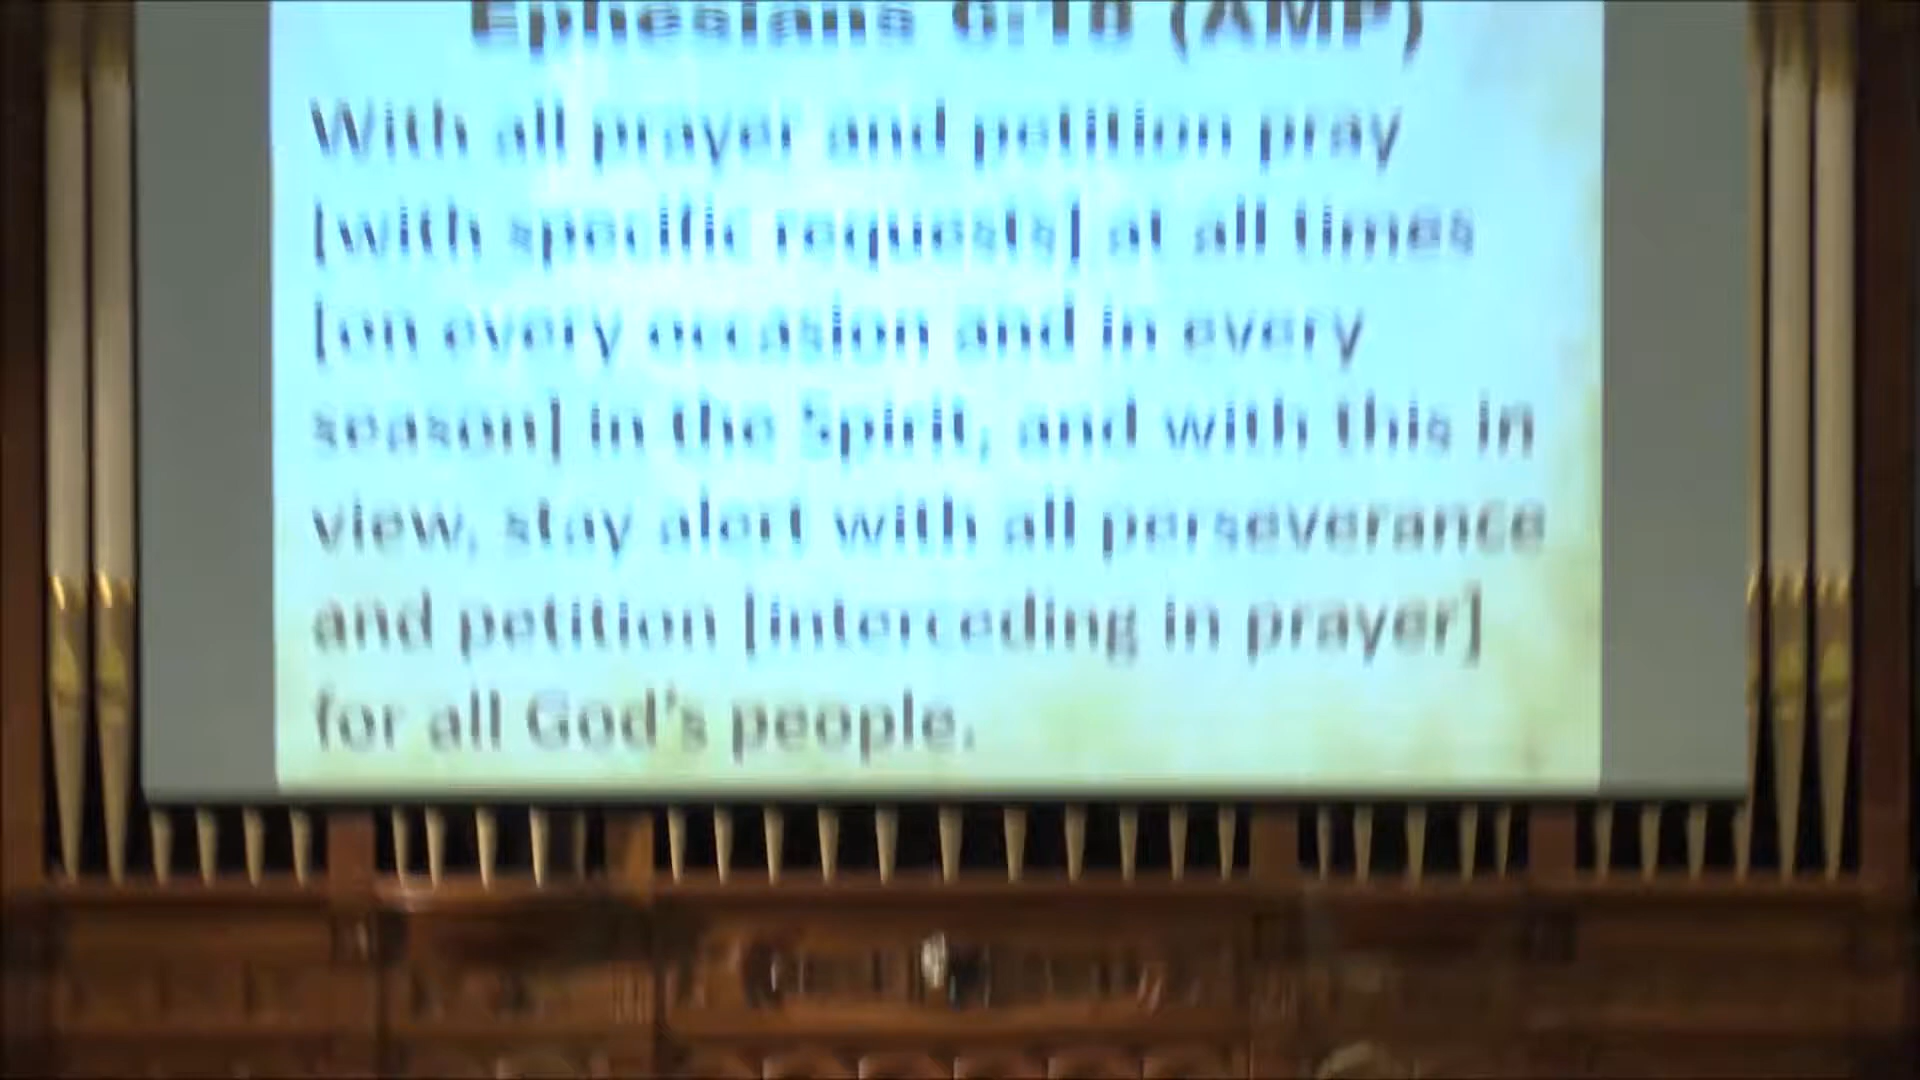 Ephesians 6:18 (AMP)
With all prayer and petition pray
[with specific requests] at all times
[on every occasion and in every
season] in the Spirit, and with this in
view, stay alert with all perseverance
and petition [interceding in prayer]
for all God's people.